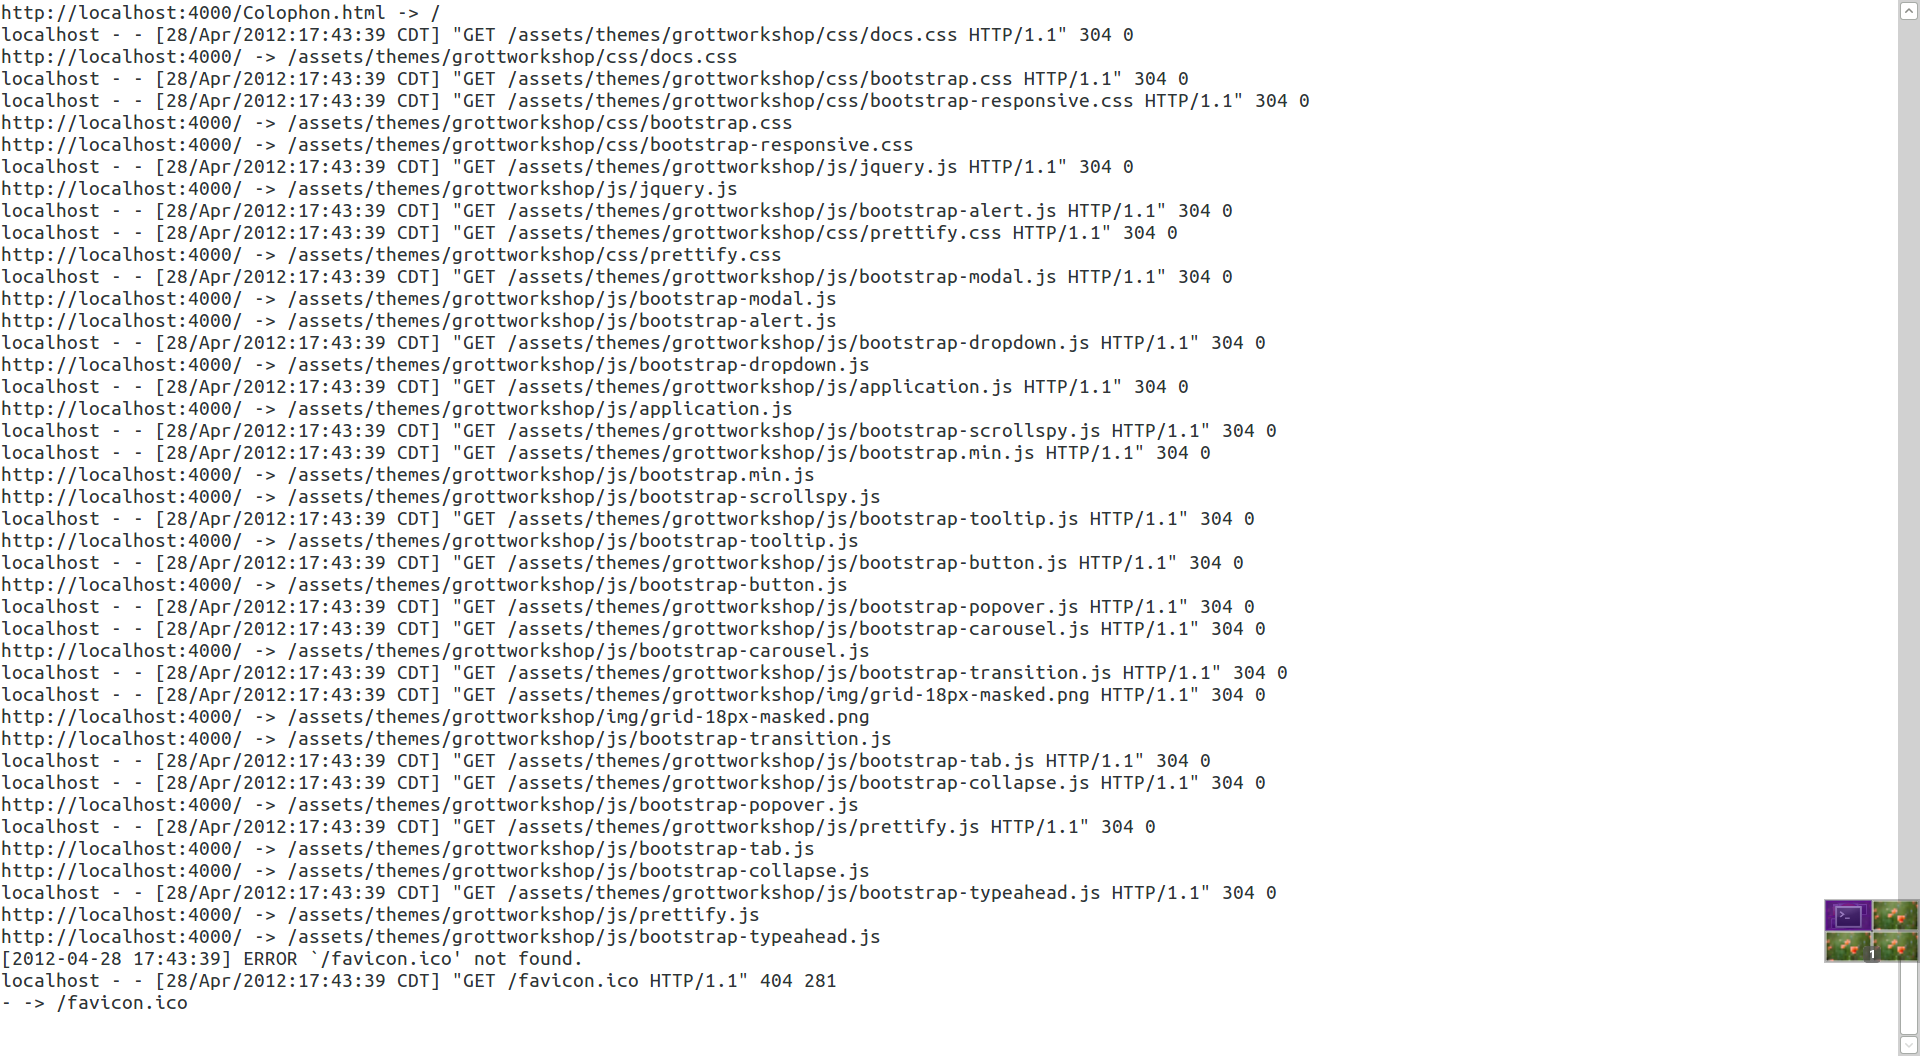 http://localhost:4000/Colophon.html -> /
localhost - - [28/Apr/2012:17:43:39 CDT] "GET /assets/themes/grottworkshop/css/docs.css HTTP/1.1" 304 0
http://localhost:4000/ -> /assets/themes/grottworkshop/css/docs.css
localhost - - [28/Apr/2012:17:43:39 CDT] "GET /assets/themes/grottworkshop/css/bootstrap.css HTTP/1.1" 304 0
localhost - - [28/Apr/2012:17:43:39 CDT] "GET /assets/themes/grottworkshop/css/bootstrap-responsive.css HTTP/1.1" 304 0
http://localhost:4000/ -> /assets/themes/grottworkshop/css/bootstrap.css
http://localhost:4000/ -> /assets/themes/grottworkshop/css/bootstrap-responsive.css
localhost - - [28/Apr/2012:17:43:39 CDT] "GET /assets/themes/grottworkshop/js/jquery.js HTTP/1.1" 304 0
http://localhost:4000/ -> /assets/themes/grottworkshop/js/jquery.js
localhost - - [28/Apr/2012:17:43:39 CDT] "GET /assets/themes/grottworkshop/js/bootstrap-alert.js HTTP/1.1" 304 0
localhost - - [28/Apr/2012:17:43:39 CDT] "GET /assets/themes/grottworkshop/css/prettify.css HTTP/1.1" 304 0
http://localhost:4000/ -> /assets/themes/grottworkshop/css/prettify.css
localhost - - [28/Apr/2012:17:43:39 CDT] "GET /assets/themes/grottworkshop/js/bootstrap-modal.js HTTP/1.1" 304 0
http://localhost:4000/ -> /assets/themes/grottworkshop/js/bootstrap-modal.js
http://localhost:4000/ -> /assets/themes/grottworkshop/js/bootstrap-alert.js
localhost - - [28/Apr/2012:17:43:39 CDT] "GET /assets/themes/grottworkshop/js/bootstrap-dropdown.js HTTP/1.1" 304 0
http://localhost:4000/ -> /assets/themes/grottworkshop/js/bootstrap-dropdown.js
localhost - - [28/Apr/2012:17:43:39 CDT] "GET /assets/themes/grottworkshop/js/application.js HTTP/1.1" 304 0
http://localhost:4000/ -> /assets/themes/grottworkshop/js/application.js
localhost - - [28/Apr/2012:17:43:39 CDT] "GET /assets/themes/grottworkshop/js/bootstrap-scrollspy.js HTTP/1.1" 304 0
localhost - - [28/Apr/2012:17:43:39 CDT] "GET /assets/themes/grottworkshop/js/bootstrap.min.js HTTP/1.1" 304 0
http://localhost:4000/ -> /assets/themes/grottworkshop/js/bootstrap.min.js
http://localhost:4000/ -> /assets/themes/grottworkshop/js/bootstrap-scrollspy.js
localhost - - [28/Apr/2012:17:43:39 CDT] "GET /assets/themes/grottworkshop/js/bootstrap-tooltip.js HTTP/1.1" 304 0
http://localhost:4000/ -> /assets/themes/grottworkshop/js/bootstrap-tooltip.js
localhost - - [28/Apr/2012:17:43:39 CDT] "GET /assets/themes/grottworkshop/js/bootstrap-button.js HTTP/1.1" 304 0
http://localhost:4000/ -> /assets/themes/grottworkshop/js/bootstrap-button.js
localhost - - [28/Apr/2012:17:43:39 CDT] "GET /assets/themes/grottworkshop/js/bootstrap-popover.js HTTP/1.1" 304 0
localhost - - [28/Apr/2012:17:43:39 CDT] "GET /assets/themes/grottworkshop/js/bootstrap-carousel.js HTTP/1.1" 304 0
http://localhost:4000/ -> /assets/themes/grottworkshop/js/bootstrap-carousel.js
localhost - - [28/Apr/2012:17:43:39 CDT] "GET /assets/themes/grottworkshop/js/bootstrap-transition.js HTTP/1.1" 304 0
localhost - - [28/Apr/2012:17:43:39 CDT] "GET /assets/themes/grottworkshop/img/grid-18px-masked.png HTTP/1.1" 304 0
http://localhost:4000/ -> /assets/themes/grottworkshop/img/grid-18px-masked.png
http://localhost:4000/ -> /assets/themes/grottworkshop/js/bootstrap-transition.js
localhost - - [28/Apr/2012:17:43:39 CDT] "GET /assets/themes/grottworkshop/js/bootstrap-tab.js HTTP/1.1" 304 0
localhost - - [28/Apr/2012:17:43:39 CDT] "GET /assets/themes/grottworkshop/js/bootstrap-collapse.js HTTP/1.1" 304 0
http://localhost:4000/ -> /assets/themes/grottworkshop/js/bootstrap-popover.js
localhost - - [28/Apr/2012:17:43:39 CDT] "GET /assets/themes/grottworkshop/js/prettify.js HTTP/1.1" 304 0
http://localhost:4000/ -> /assets/themes/grottworkshop/js/bootstrap-tab.js
http://localhost:4000/ -> /assets/themes/grottworkshop/js/bootstrap-collapse.js
localhost - - [28/Apr/2012:17:43:39 CDT] "GET /assets/themes/grottworkshop/js/bootstrap-typeahead.js HTTP/1.1" 304 0
http://localhost:4000/ -> /assets/themes/grottworkshop/js/prettify.js
http://localhost:4000/ -> /assets/themes/grottworkshop/js/bootstrap-typeahead.js
[2012-04-28 17:43:39] ERROR `/favicon.ico' not found.
localhost - - [28/Apr/2012:17:43:39 CDT] "GET /favicon.ico HTTP/1.1" 404 281
- -> /favicon.ico
1